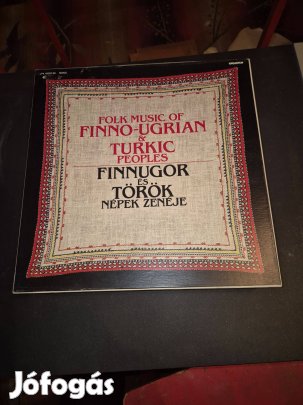 FOLK MUSIC OF
FINNO-UGRIAN
&
TURKIC
PEOPLES
FINNUGOR
ÉS
TÖRÖK
NÉPEK ZENÉJE
Jófogás